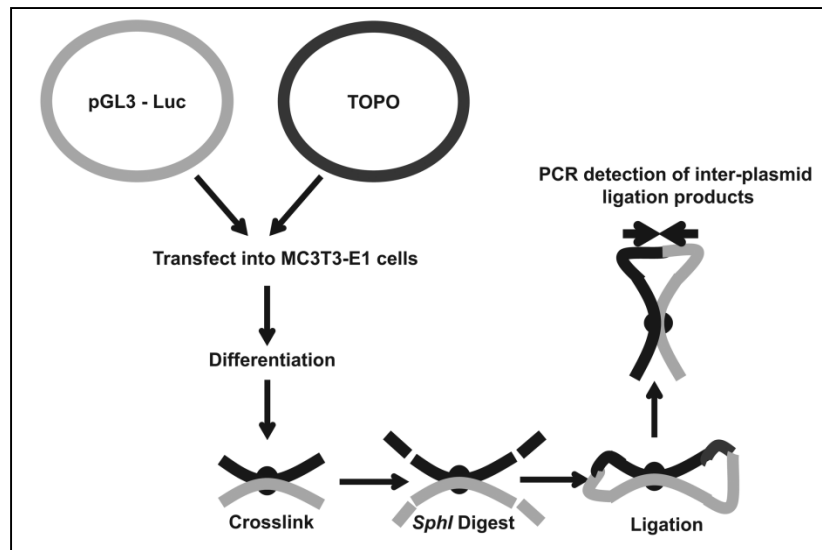 pGL3 - Luc
TOPO
PCR detection of inter-plasmid
ligation products
Transfect into MC3T3-E1 cells
Differentiation
Crosslink
SphI Digest
Ligation